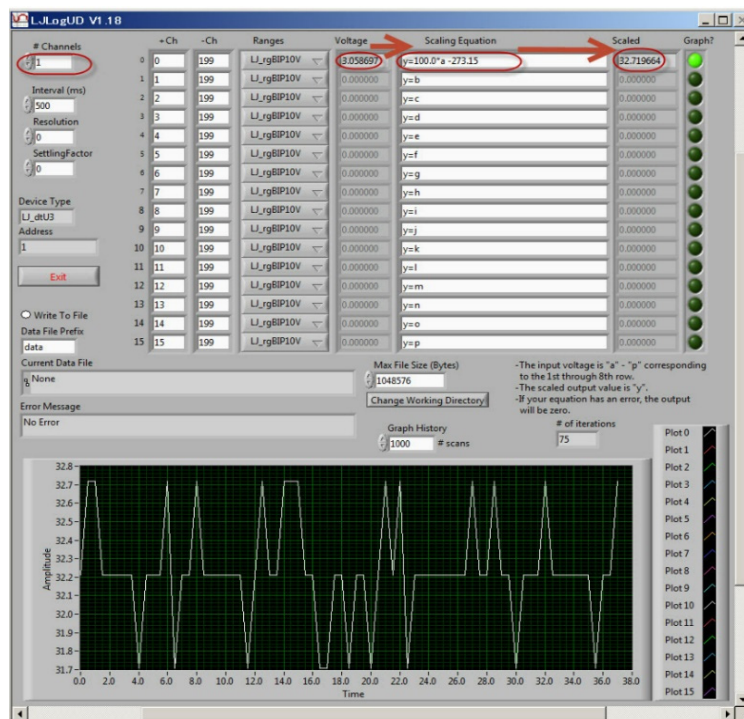 LJLogUD V1.18
# Channels
1
Interval (ms)
500
Resolution
0
SettlingFactor
0
Device Type
LJ_dtU3
Address
1
Exit
Write To File
Data File Prefix
data
+Ch -Ch Ranges Voltage Scaling Equation Scaled Graph?
0 0 199 LJ_rgBIP10V 3.058697 y=100.0*a -273.15 32.719664
1 1 199 LJ_rgBIP10V 0.000000 y=b 0.000000
2 2 199 LJ_rgBIP10V 0.000000 y=c 0.000000
3 3 199 LJ_rgBIP10V 0.000000 y=d 0.000000
4 4 199 LJ_rgBIP10V 0.000000 y=e 0.000000
5 5 199 LJ_rgBIP10V 0.000000 y=f 0.000000
6 6 199 LJ_rgBIP10V 0.000000 y=g 0.000000
7 7 199 LJ_rgBIP10V 0.000000 y=h 0.000000
8 8 199 LJ_rgBIP10V 0.000000 y=i 0.000000
9 9 199 LJ_rgBIP10V 0.000000 y=j 0.000000
10 10 199 LJ_rgBIP10V 0.000000 y=k 0.000000
11 11 199 LJ_rgBIP10V 0.000000 y=l 0.000000
12 12 199 LJ_rgBIP10V 0.000000 y=m 0.000000
13 13 199 LJ_rgBIP10V 0.000000 y=n 0.000000
14 14 199 LJ_rgBIP10V 0.000000 y=o 0.000000
15 15 199 LJ_rgBIP10V 0.000000 y=p 0.000000
Current Data File
None
Error Message
No Error
Max File Size (Bytes)
1048576
Change Working Directory
Graph History
1000 # scans
-The input voltage is "a" - "p" corresponding
to the 1st through 8th row.
-The scaled output value is "y".
-If your equation has an error, the output
will be zero.
# of iterations
75
Plot 0
Plot 1
Plot 2
Plot 3
Plot 4
Plot 5
Plot 6
Plot 7
Plot 8
Plot 9
Plot 10
Plot 11
Plot 12
Plot 13
Plot 14
Plot 15
Amplitude
32.8
32.7
32.6
32.5
32.4
32.3
32.2
32.1
32.0
31.9
31.8
31.7
0.0 2.0 4.0 6.0 8.0 10.0 12.0 14.0 16.0 18.0 20.0 22.0 24.0 26.0 28.0 30.0 32.0 34.0 36.0 38.0
Time